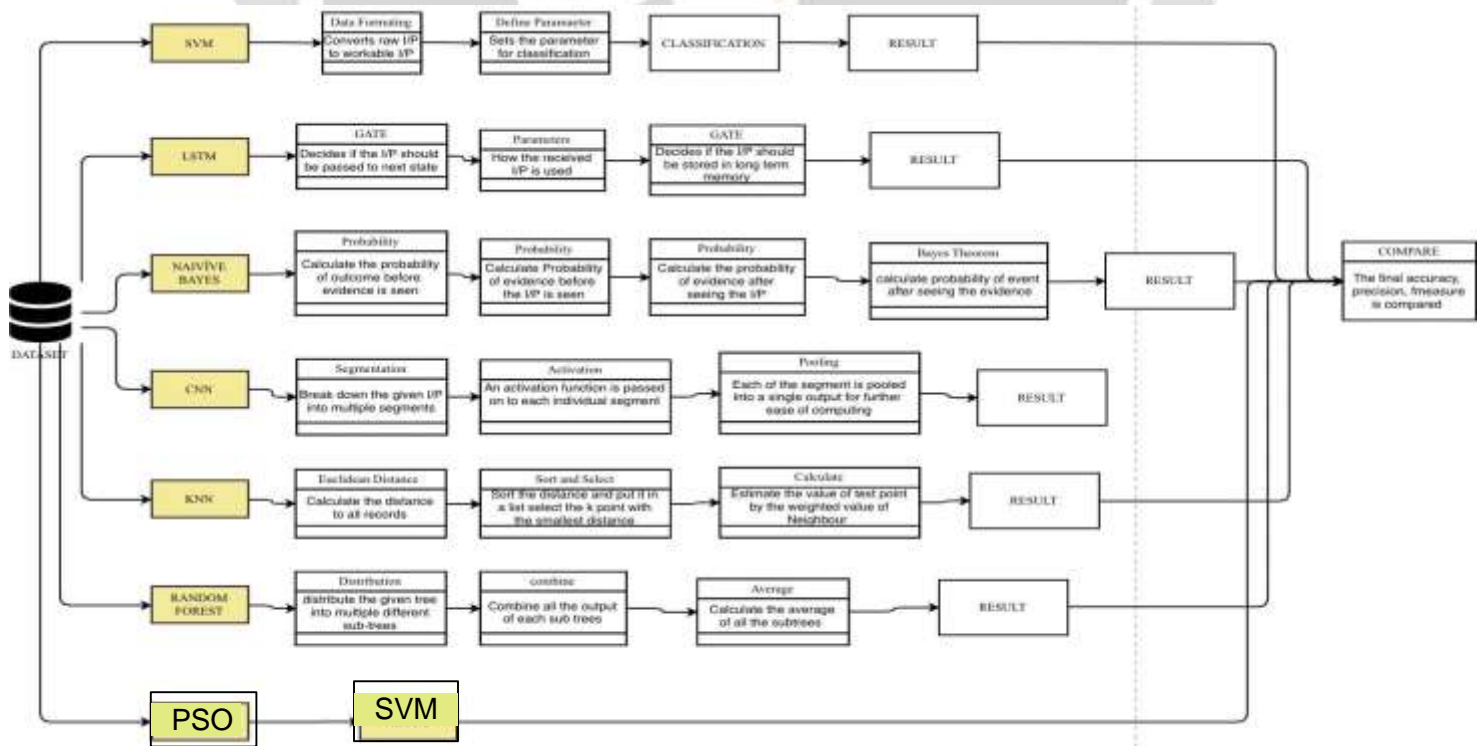 SVM
Data Formating
Converts raw I/P
to workable I/P
Define Paramaeter
Sets the parameter
for classification
CLASSIFICATION
RESULT
LSTM
GATE
Decides if the I/P should
be passed to next state
Parameters
How the received
I/P is used
GATE
Decides if the I/P should
be stored in long term
memory
RESULT
NAIVİVE
BAYES
Probability
Calculate the probability
of outcome before
evidence is seen
Probability
Calculate Probability
of evidence before
the I/P is seen
Probability
Calculate the probability
of evidence after
seeing the I/P
Bayes Theorem
calculate probability of event
after seeing the evidence
RESULT
COMPARE
The final accuracy,
precision, fmeasure
is compared
DATASET
CNN
Segmentation
Break down the given I/P
into multiple segments
Activation
An activation function is passed
on to each individual segment
Pooling
Each of the segment is pooled
into a single output for further
ease of computing
RESULT
KNN
Euclidean Distance
Calculate the distance
to all records
Sort and Select
Sort the distance and put it in
a list select the k point with
the smallest distance
Calculate
Estimate the value of test point
by the weighted value of
Neighbour
RESULT
RANDOM
FOREST
Distribution
distribute the given tree
into multiple different
sub-trees
combine
Combine all the output
of each sub trees
Average
Calculate the average
of all the subtrees
RESULT
PSO
SVM